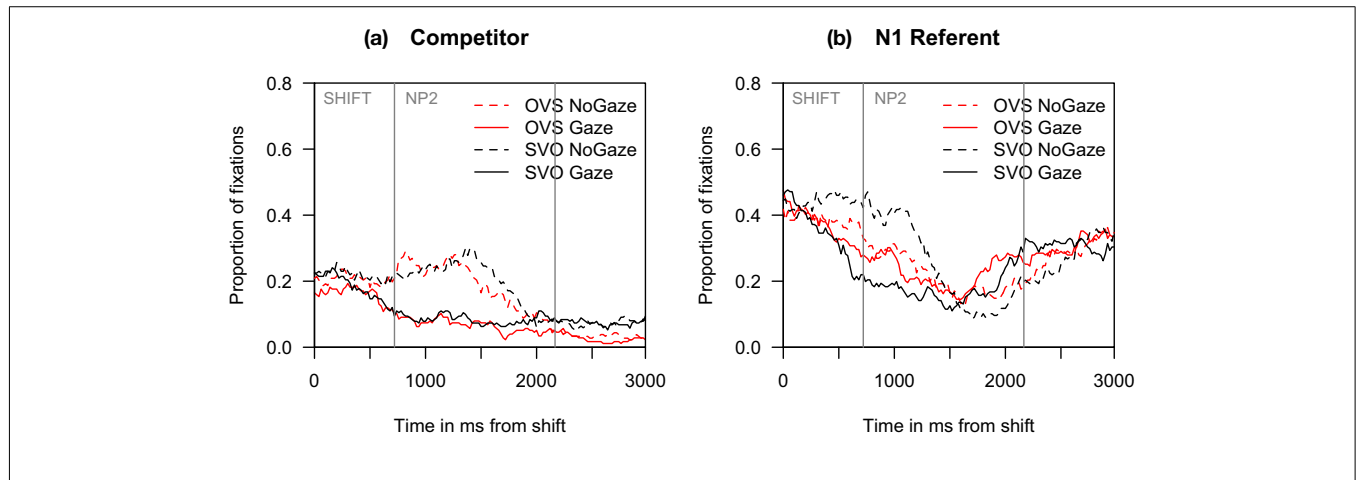 (a) Competitor
(b) N1 Referent
Proportion of fixations
0.8
0.6
0.4
0.2
0.0
SHIFT
NP2
OVS NoGaze
OVS Gaze
SVO NoGaze
SVO Gaze
0
1000
2000
3000
Time in ms from shift
Proportion of fixations
0.8
0.6
0.4
0.2
0.0
SHIFT
NP2
OVS NoGaze
OVS Gaze
SVO NoGaze
SVO Gaze
0
1000
2000
3000
Time in ms from shift